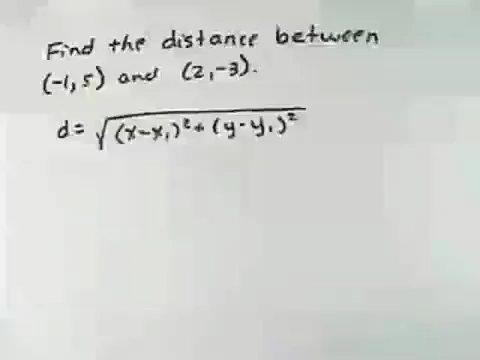 Find the distance between
(-1, 5) and (2, -3).
d = √(x-x₁)² + (y-y₁)²